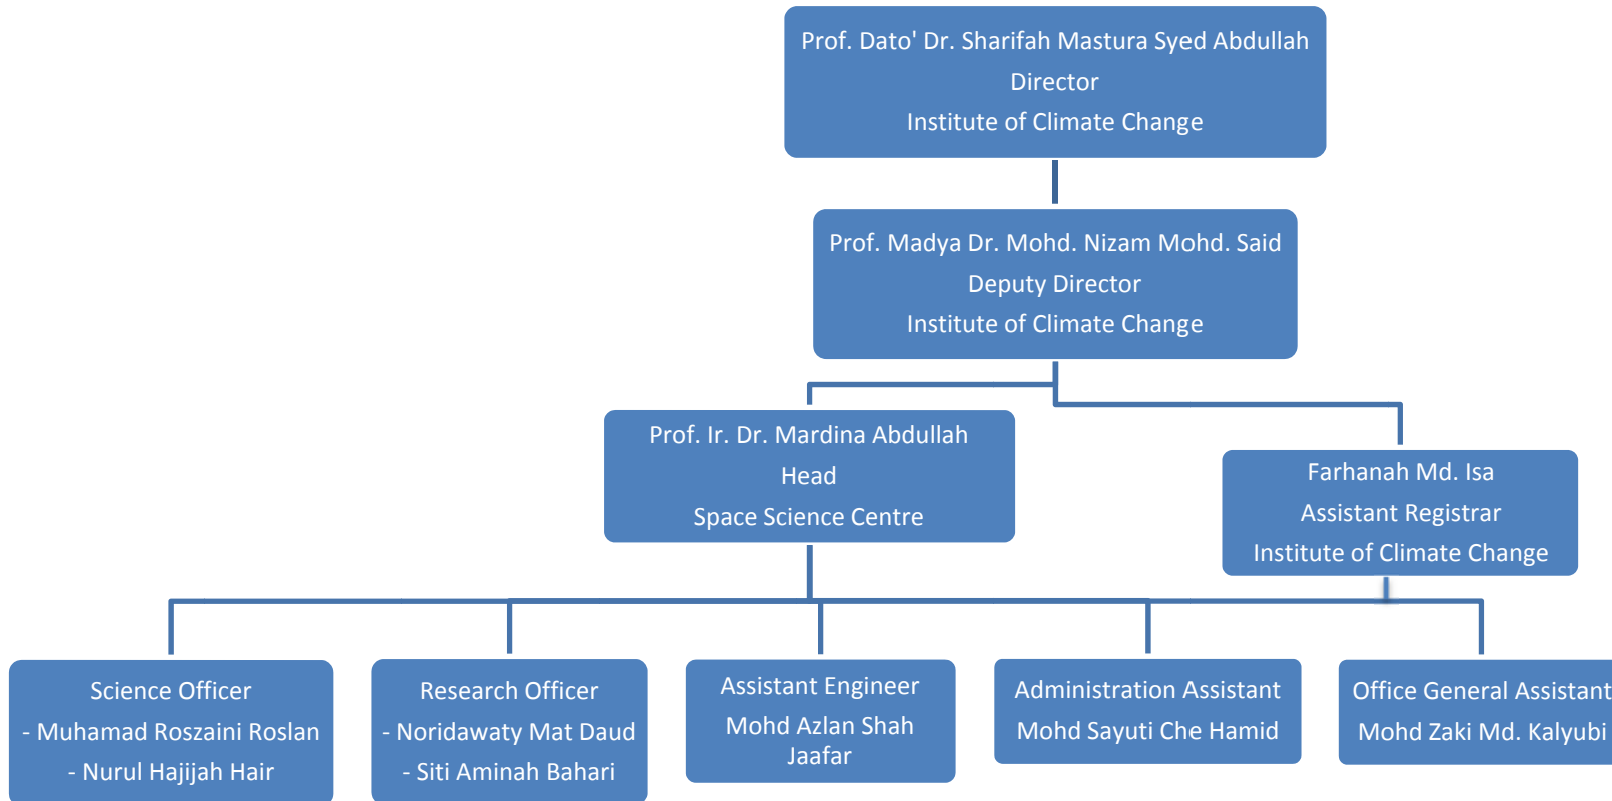 Prof. Dato' Dr. Sharifah Mastura Syed Abdullah
Director
Institute of Climate Change
Prof. Madya Dr. Mohd. Nizam Mohd. Said
Deputy Director
Institute of Climate Change
Prof. Ir. Dr. Mardina Abdullah
Head
Space Science Centre
Farhanah Md. Isa
Assistant Registrar
Institute of Climate Change
Science Officer
- Muhamad Roszaini Roslan
- Nurul Hajijah Hair
Research Officer
- Noridawaty Mat Daud
- Siti Aminah Bahari
Assistant Engineer
Mohd Azlan Shah
Jaafar
Administration Assistant
Mohd Sayuti Che Hamid
Office General Assistant
Mohd Zaki Md. Kalyubi